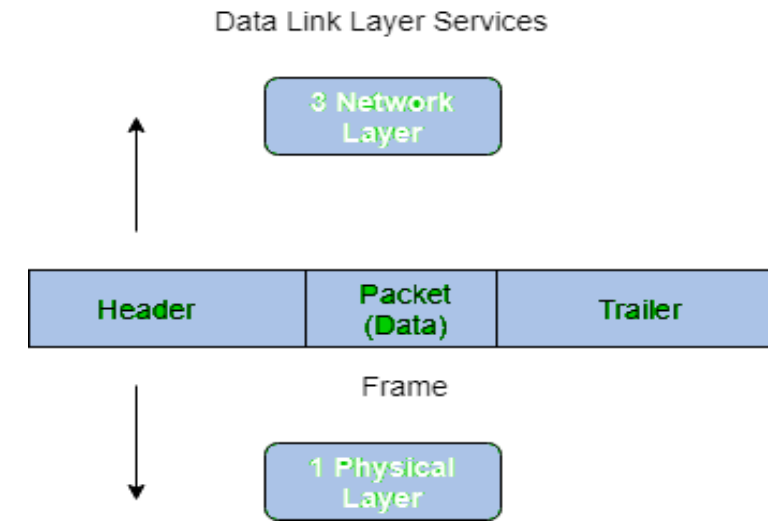 Data Link Layer Services
3 Network
Layer
Header
Packet
(Data)
Trailer
Frame
1 Physical
Layer